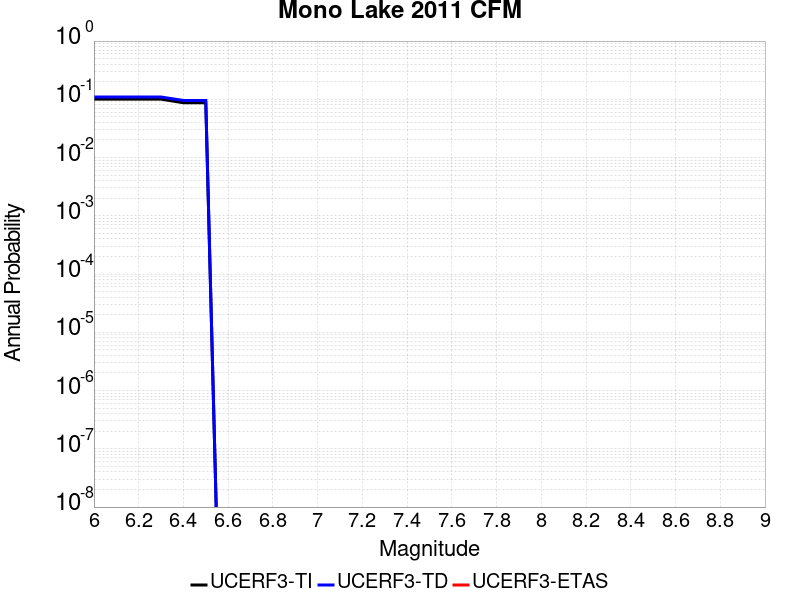 Mono Lake 2011 CFM
Annual Probability
10^0
10^-1
10^-2
10^-3
10^-4
10^-5
10^-6
10^-7
10^-8
6 6.2 6.4 6.6 6.8 7 7.2 7.4 7.6 7.8 8 8.2 8.4 8.6 8.8 9
Magnitude
UCERF3-TI UCERF3-TD UCERF3-ETAS